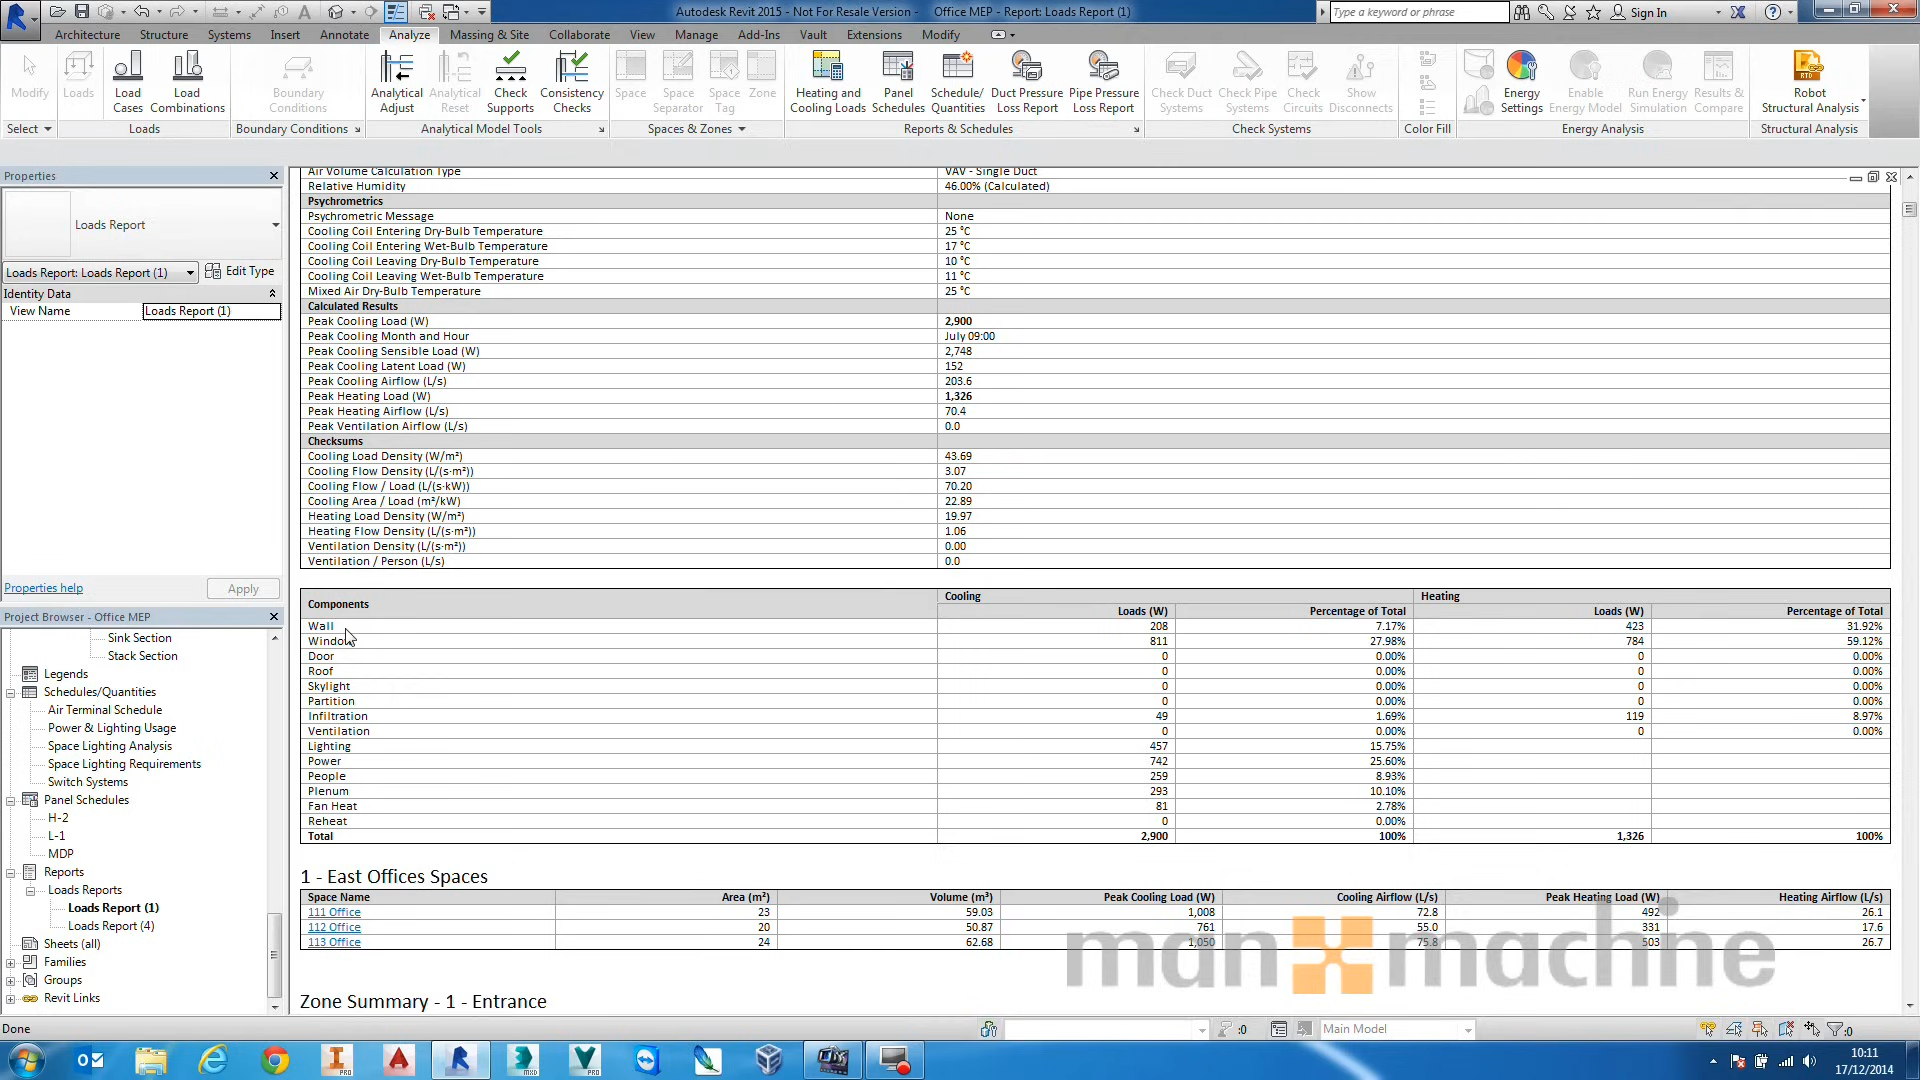 Autodesk Revit 2015 - Not For Resale Version - Office MEP - Report: Loads Report (1)
Type a keyword or phrase
Sign In
Architecture Structure Systems Insert Annotate Analyze Massing & Site Collaborate View Manage Add-Ins Vault Extensions Modify
Modify
Loads
Load Cases
Load Combinations
Boundary Conditions
Analytical Adjust
Analytical Reset
Check Supports
Consistency Checks
Space
Space Separator
Space Tag
Zone
Heating and Cooling Loads
Panel Schedules
Schedule/ Quantities
Duct Pressure Loss Report
Pipe Pressure Loss Report
Check Duct Systems
Check Pipe Systems
Check Circuits
Show Disconnects
Energy Settings
Enable Energy Model
Run Energy Simulation
Results & Compare
Robot Structural Analysis
Select Loads Boundary Conditions Analytical Model Tools Spaces & Zones Reports & Schedules Check Systems Color Fill Energy Analysis Structural Analysis
Properties
Loads Report
Loads Report: Loads Report (1) Edit Type
Identity Data
View Name Loads Report (1)
Properties help Apply
Project Browser - Office MEP
Sink Section
Stack Section
Legends
Schedules/Quantities
Air Terminal Schedule
Power & Lighting Usage
Space Lighting Analysis
Space Lighting Requirements
Switch Systems
Panel Schedules
H-2
L-1
MDP
Reports
Loads Reports
Loads Report (1)
Loads Report (4)
Sheets (all)
Families
Groups
Revit Links
Air Volume Calculation Type VAV - Single Duct
Relative Humidity 46.00% (Calculated)
Psychrometrics
Psychrometric Message None
Cooling Coil Entering Dry-Bulb Temperature 25 °C
Cooling Coil Entering Wet-Bulb Temperature 17 °C
Cooling Coil Leaving Dry-Bulb Temperature 10 °C
Cooling Coil Leaving Wet-Bulb Temperature 11 °C
Mixed Air Dry-Bulb Temperature 25 °C
Calculated Results
Peak Cooling Load (W) 2,900
Peak Cooling Month and Hour July 09:00
Peak Cooling Sensible Load (W) 2,748
Peak Cooling Latent Load (W) 152
Peak Cooling Airflow (L/s) 203.6
Peak Heating Load (W) 1,326
Peak Heating Airflow (L/s) 70.4
Peak Ventilation Airflow (L/s) 0.0
Checksums
Cooling Load Density (W/m²) 43.69
Cooling Flow Density (L/(s·m²)) 3.07
Cooling Flow / Load (L/(s·kW)) 70.20
Cooling Area / Load (m²/kW) 22.89
Heating Load Density (W/m²) 19.97
Heating Flow Density (L/(s·m²)) 1.06
Ventilation Density (L/(s·m²)) 0.00
Ventilation / Person (L/s) 0.0
Components Cooling Heating
Loads (W) Percentage of Total Loads (W) Percentage of Total
Wall 208 7.17% 423 31.92%
Window 811 27.98% 784 59.12%
Door 0 0.00% 0 0.00%
Roof 0 0.00% 0 0.00%
Skylight 0 0.00% 0 0.00%
Partition 0 0.00% 0 0.00%
Infiltration 49 1.69% 119 8.97%
Ventilation 0 0.00% 0 0.00%
Lighting 457 15.75%
Power 742 25.60%
People 259 8.93%
Plenum 293 10.10%
Fan Heat 81 2.78%
Reheat 0 0.00%
Total 2,900 100% 1,326 100%
1 - East Offices Spaces
Space Name Area (m²) Volume (m³) Peak Cooling Load (W) Cooling Airflow (L/s) Peak Heating Load (W) Heating Airflow (L/s)
111 Office 23 59.03 1,008 72.8 492 26.1
112 Office 20 50.87 761 55.0 331 17.6
113 Office 24 62.68 1,050 75.8 503 26.7
man machine
Zone Summary - 1 - Entrance
Done :0 Main Model :0
10:11
17/12/2014